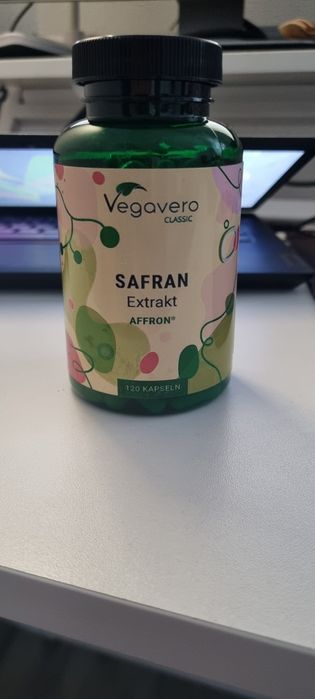 Vegavero
CLASSIC
SAFRAN
Extrakt
AFFRON®
120 KAPSELN